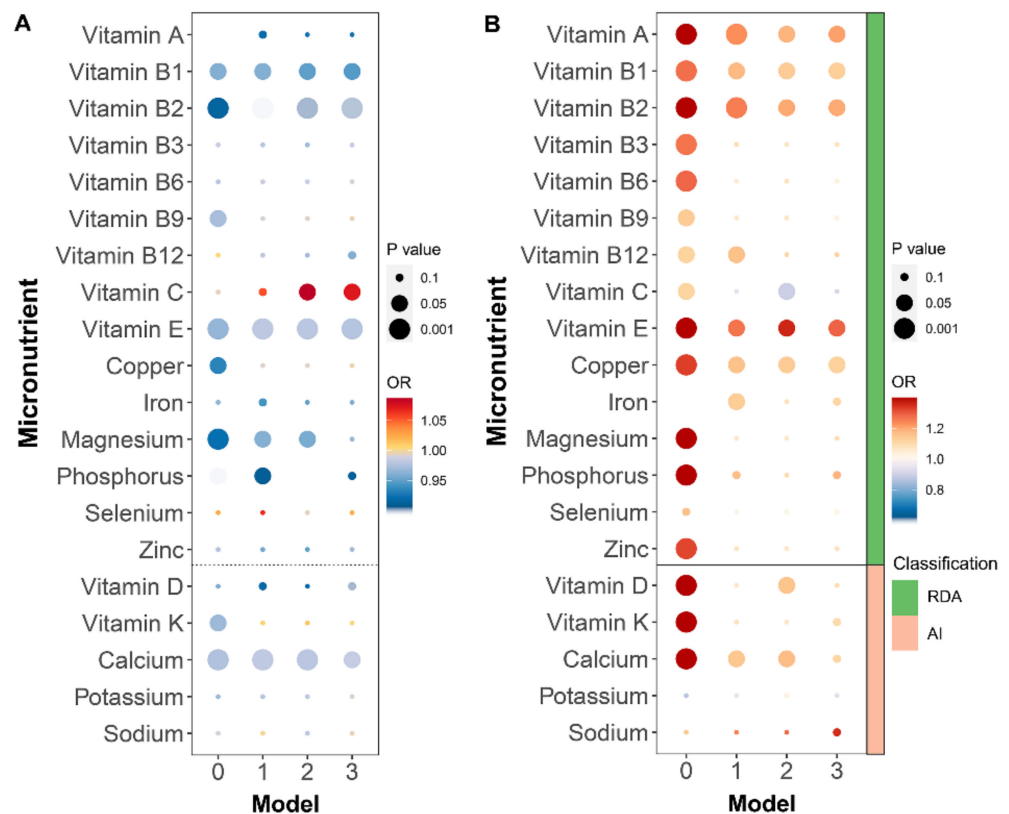 A
Micronutrient
Vitamin A
Vitamin B1
Vitamin B2
Vitamin B3
Vitamin B6
Vitamin B9
Vitamin B12
Vitamin C
Vitamin E
Copper
Iron
Magnesium
Phosphorus
Selenium
Zinc
Vitamin D
Vitamin K
Calcium
Potassium
Sodium
0 1 2 3
Model
P value
0.1
0.05
0.001
OR
1.05
1.00
0.95
B
Micronutrient
Vitamin A
Vitamin B1
Vitamin B2
Vitamin B3
Vitamin B6
Vitamin B9
Vitamin B12
Vitamin C
Vitamin E
Copper
Iron
Magnesium
Phosphorus
Selenium
Zinc
Vitamin D
Vitamin K
Calcium
Potassium
Sodium
0 1 2 3
Model
P value
0.1
0.05
0.001
OR
1.2
1.0
0.8
Classification
RDA
AI